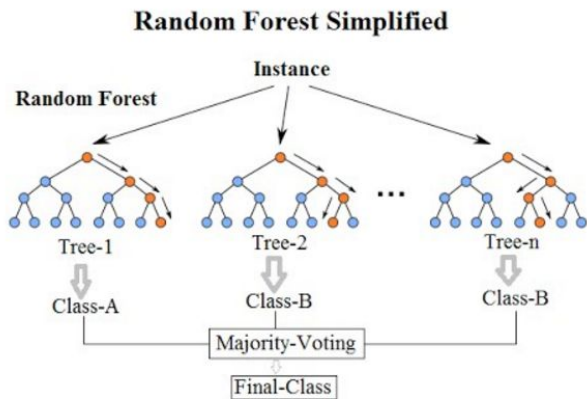 Random Forest Simplified
Instance
Random Forest
...
Tree-1
Tree-2
Tree-n
Class-A
Class-B
Class-B
Majority-Voting
Final-Class